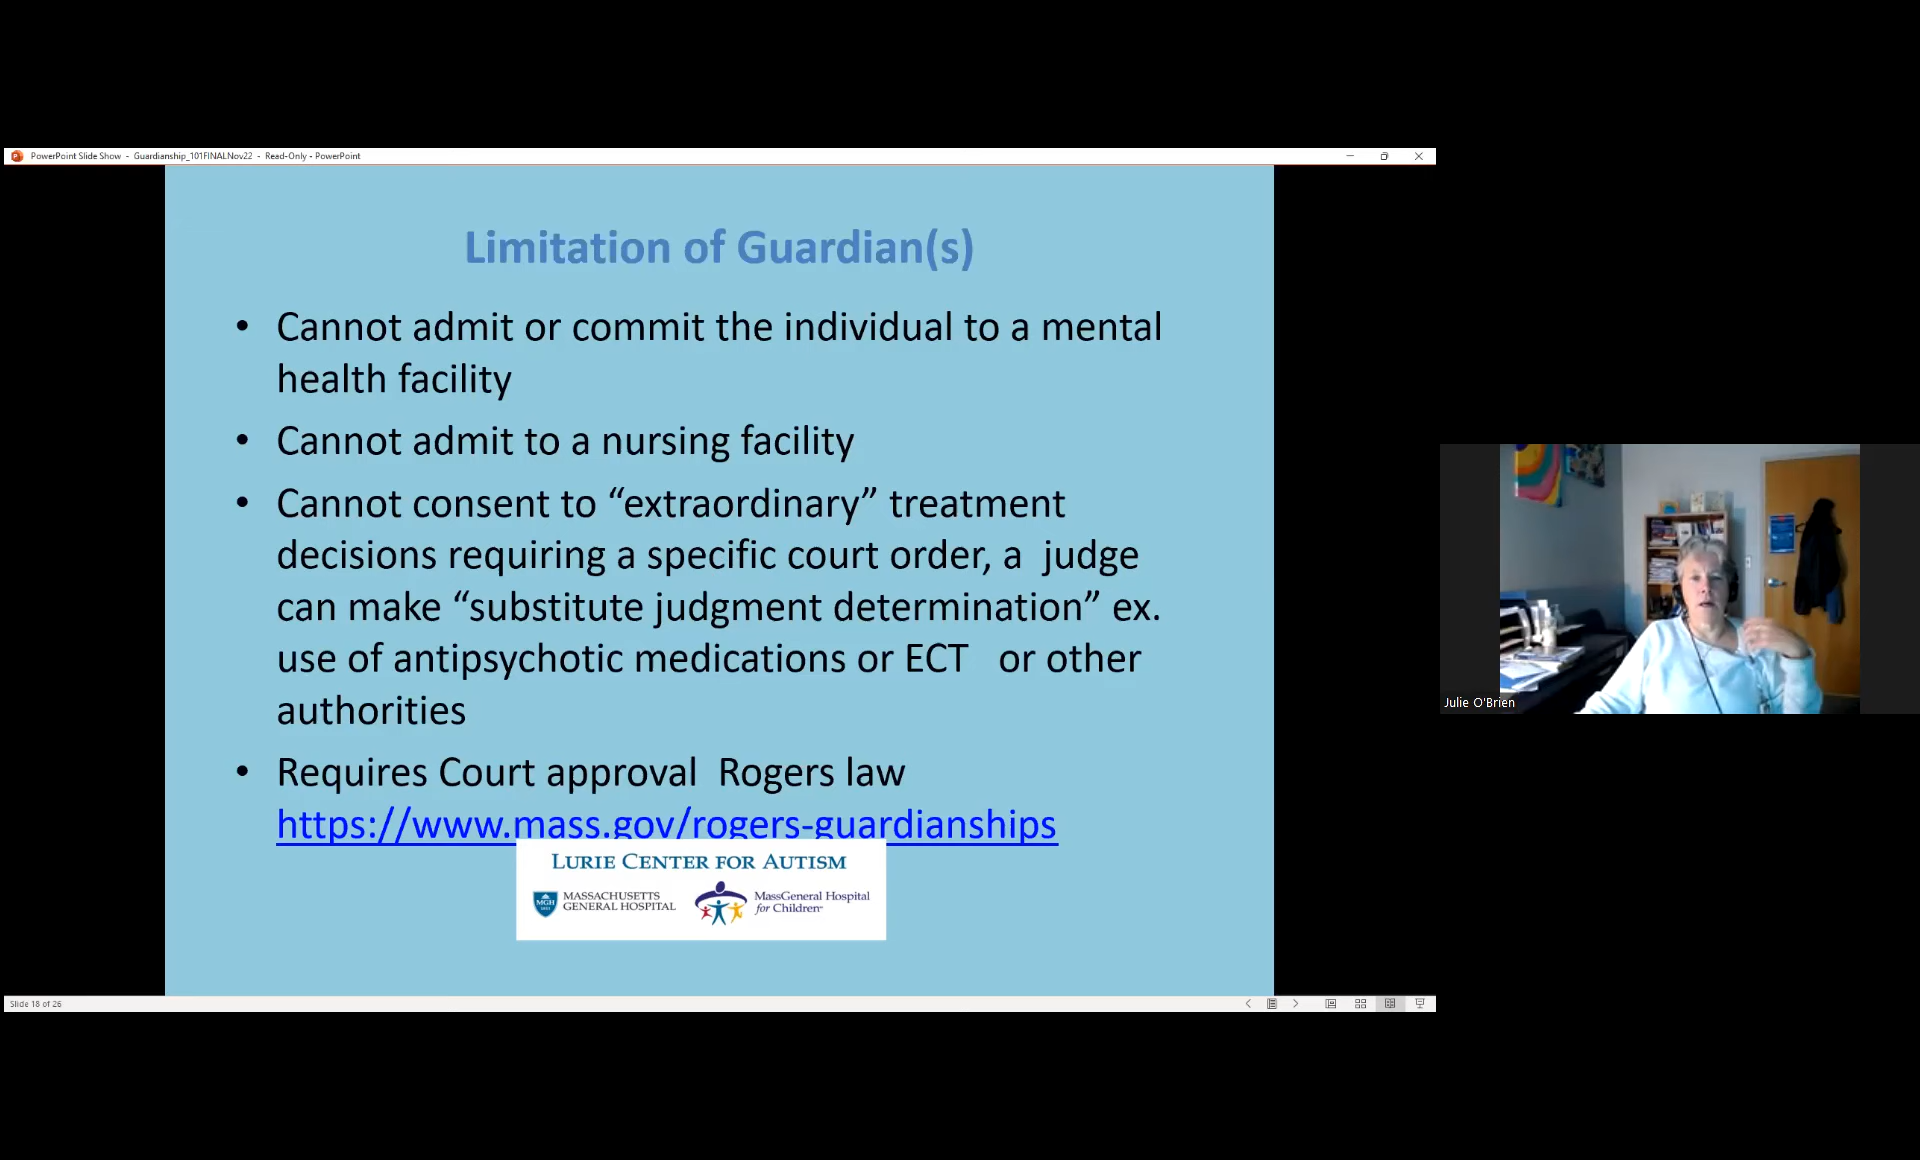 PowerPoint Slide Show - Guardianship_101FINALNov22 - Read-Only - PowerPoint
Limitation of Guardian(s)
• Cannot admit or commit the individual to a mental
health facility
• Cannot admit to a nursing facility
• Cannot consent to “extraordinary” treatment
decisions requiring a specific court order, a judge
can make “substitute judgment determination” ex.
use of antipsychotic medications or ECT or other
authorities
• Requires Court approval Rogers law
https://www.mass.gov/rogers-guardianships
LURIE CENTER FOR AUTISM
MGH
MASSACHUSETTS
GENERAL HOSPITAL
MassGeneral Hospital
for Children
Slide 18 of 26
Julie O'Brien